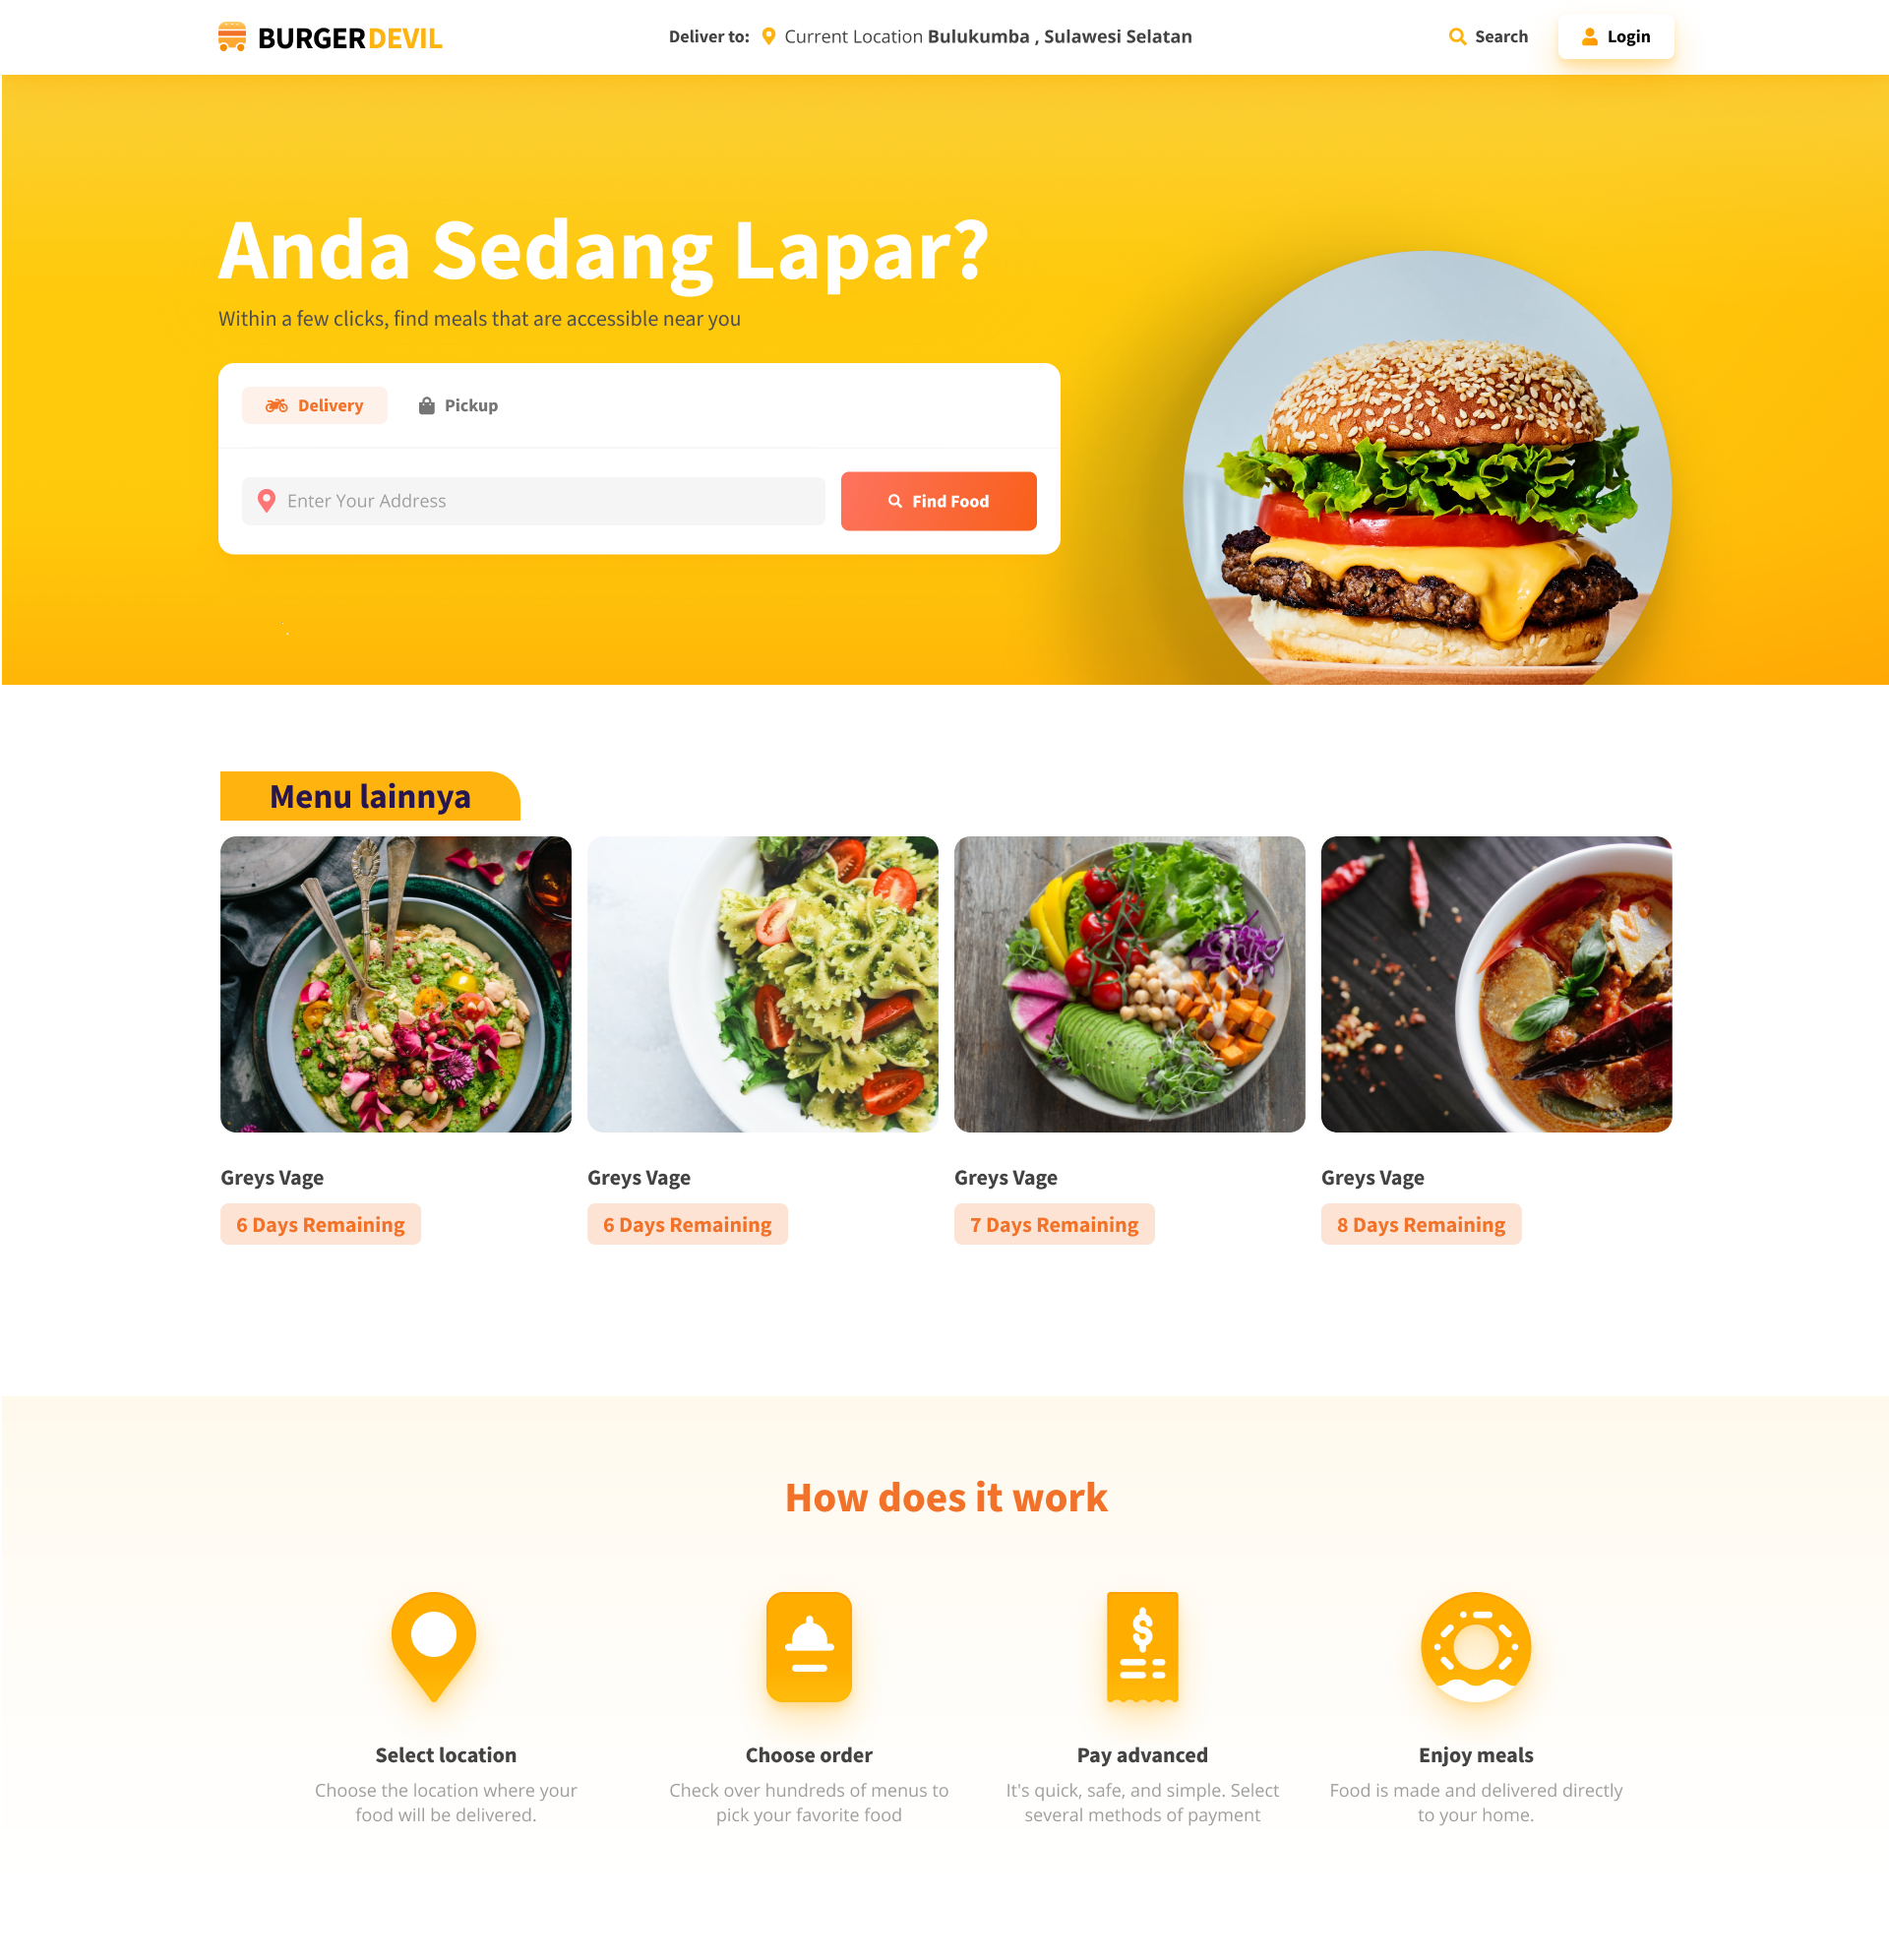 BURGERDEVIL
Deliver to: Current Location Bulukumba , Sulawesi Selatan
Search
Login
Anda Sedang Lapar?
Within a few clicks, find meals that are accessible near you
Delivery
Pickup
Enter Your Address
Find Food
Menu lainnya
Greys Vage
6 Days Remaining
Greys Vage
6 Days Remaining
Greys Vage
7 Days Remaining
Greys Vage
8 Days Remaining
How does it work
$
Select location
Choose the location where your
food will be delivered.
Choose order
Check over hundreds of menus to
pick your favorite food
Pay advanced
It's quick, safe, and simple. Select
several methods of payment
Enjoy meals
Food is made and delivered directly
to your home.